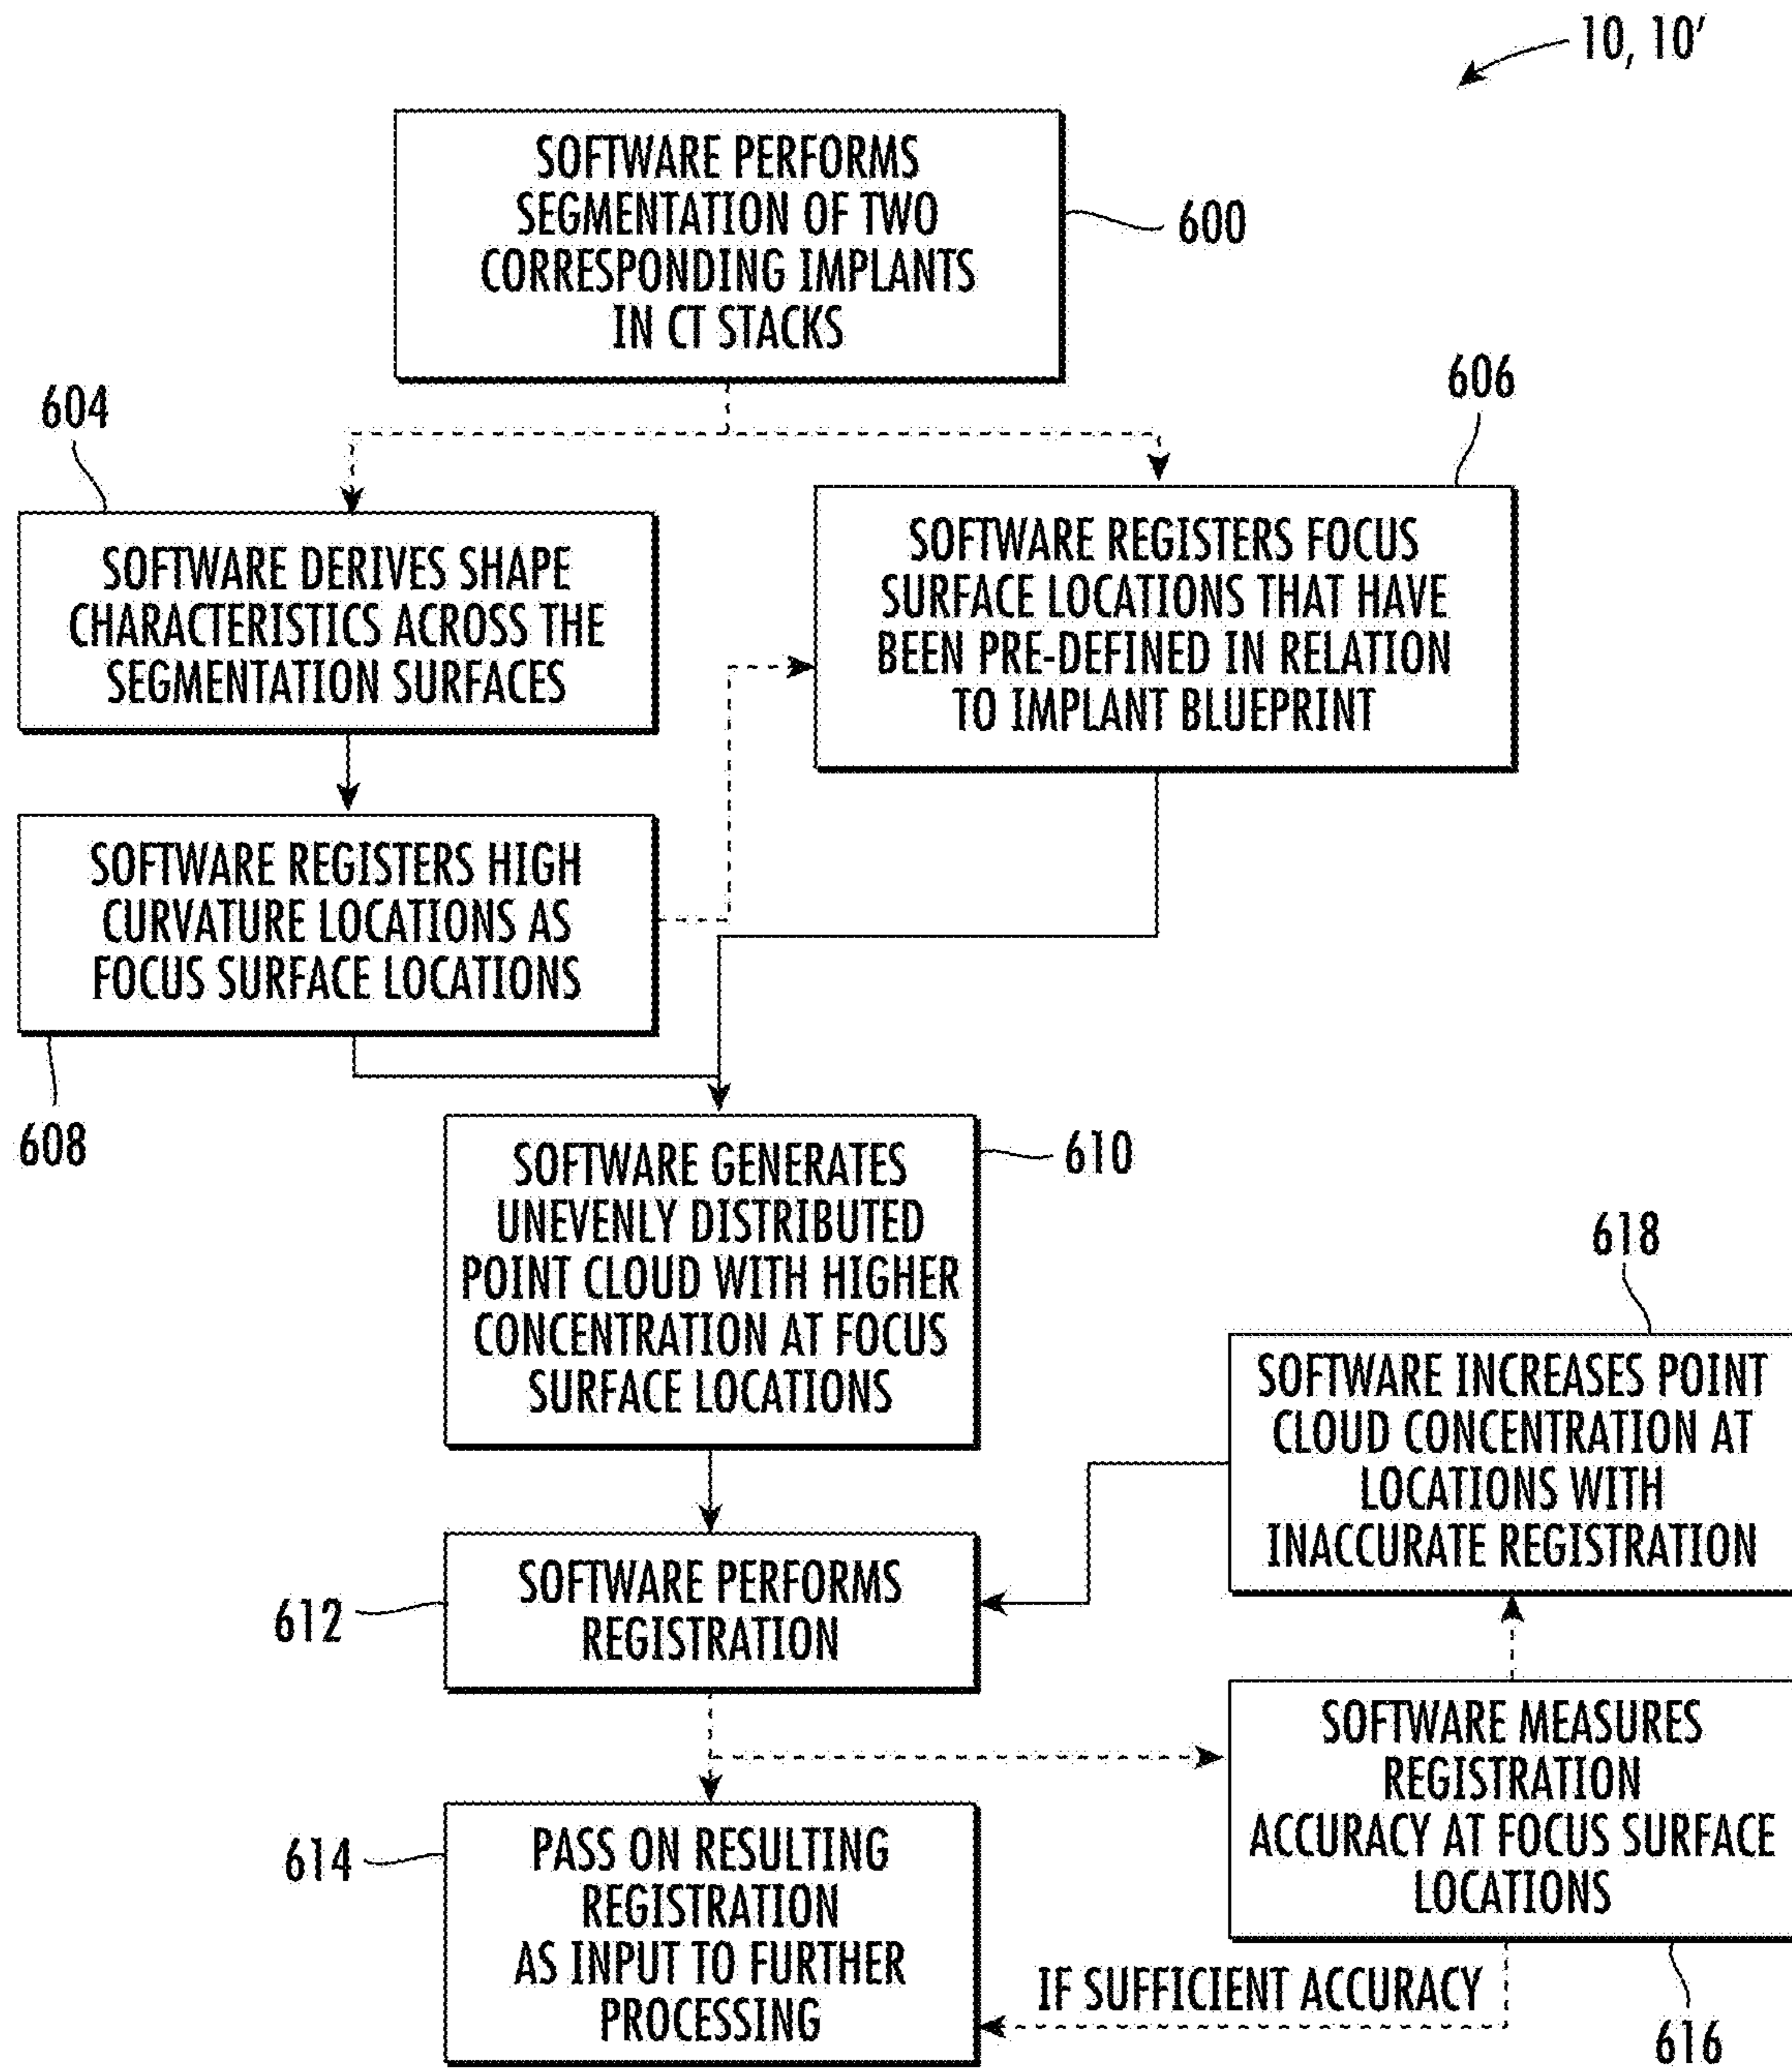 10, 10′
SOFTWARE PERFORMS
SEGMENTATION OF TWO
CORRESPONDING IMPLANTS
IN CT STACKS
600
604
SOFTWARE DERIVES SHAPE
CHARACTERISTICS ACROSS THE
SEGMENTATION SURFACES
606
SOFTWARE REGISTERS FOCUS
SURFACE LOCATIONS THAT HAVE
BEEN PRE-DEFINED IN RELATION
TO IMPLANT BLUEPRINT
SOFTWARE REGISTERS HIGH
CURVATURE LOCATIONS AS
FOCUS SURFACE LOCATIONS
608
SOFTWARE GENERATES
UNEVENLY DISTRIBUTED
POINT CLOUD WITH HIGHER
CONCENTRATION AT FOCUS
SURFACE LOCATIONS
610
618
SOFTWARE INCREASES POINT
CLOUD CONCENTRATION AT
LOCATIONS WITH
INACCURATE REGISTRATION
SOFTWARE PERFORMS
REGISTRATION
612
SOFTWARE MEASURES
REGISTRATION
ACCURACY AT FOCUS SURFACE
LOCATIONS
616
614
PASS ON RESULTING
REGISTRATION
AS INPUT TO FURTHER
PROCESSING
IF SUFFICIENT ACCURACY